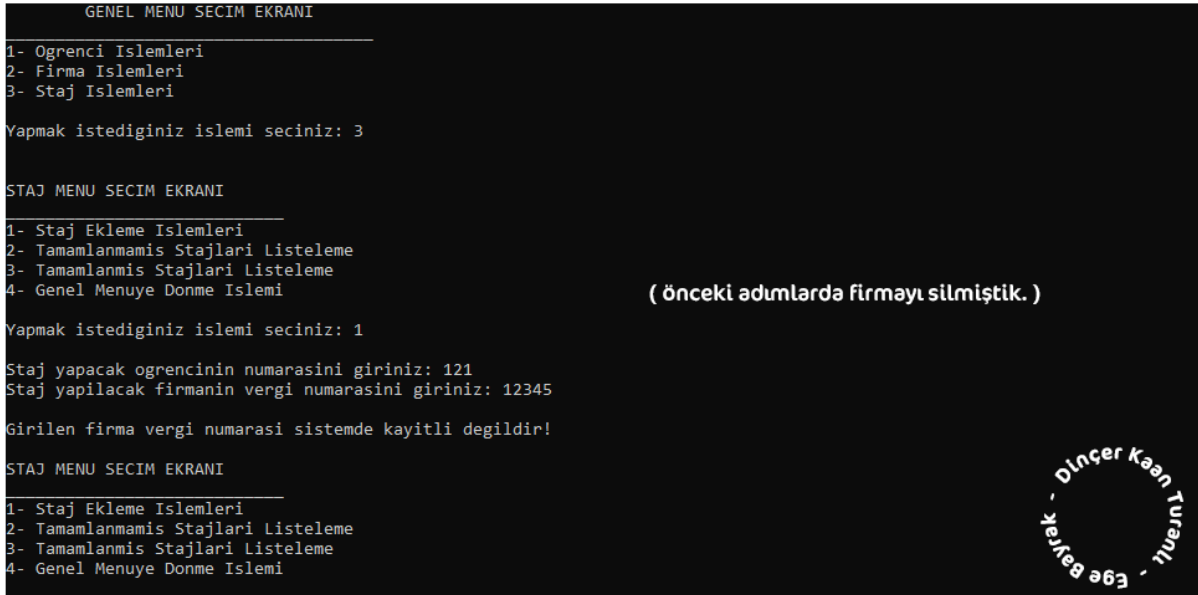 GENEL MENU SECIM EKRANI
_____________________________________
1- Ogrenci Islemleri
2- Firma Islemleri
3- Staj Islemleri
Yapmak istediginiz islemi seciniz: 3
STAJ MENU SECIM EKRANI
____________________________
1- Staj Ekleme Islemleri
2- Tamamlanmamis Stajlari Listeleme
3- Tamamlanmis Stajlari Listeleme
4- Genel Menuye Donme Islemi
( önceki adımlarda firmayı silmiştik. )
Yapmak istediginiz islemi seciniz: 1
Staj yapacak ogrencinin numarasini giriniz: 121
Staj yapilacak firmanin vergi numarasini giriniz: 12345
Girilen firma vergi numarasi sistemde kayitli degildir!
STAJ MENU SECIM EKRANI
____________________________
1- Staj Ekleme Islemleri
2- Tamamlanmamis Stajlari Listeleme
3- Tamamlanmis Stajlari Listeleme
4- Genel Menuye Donme Islemi
- Dinçer Kaan Turanlı - Ege Bayrak